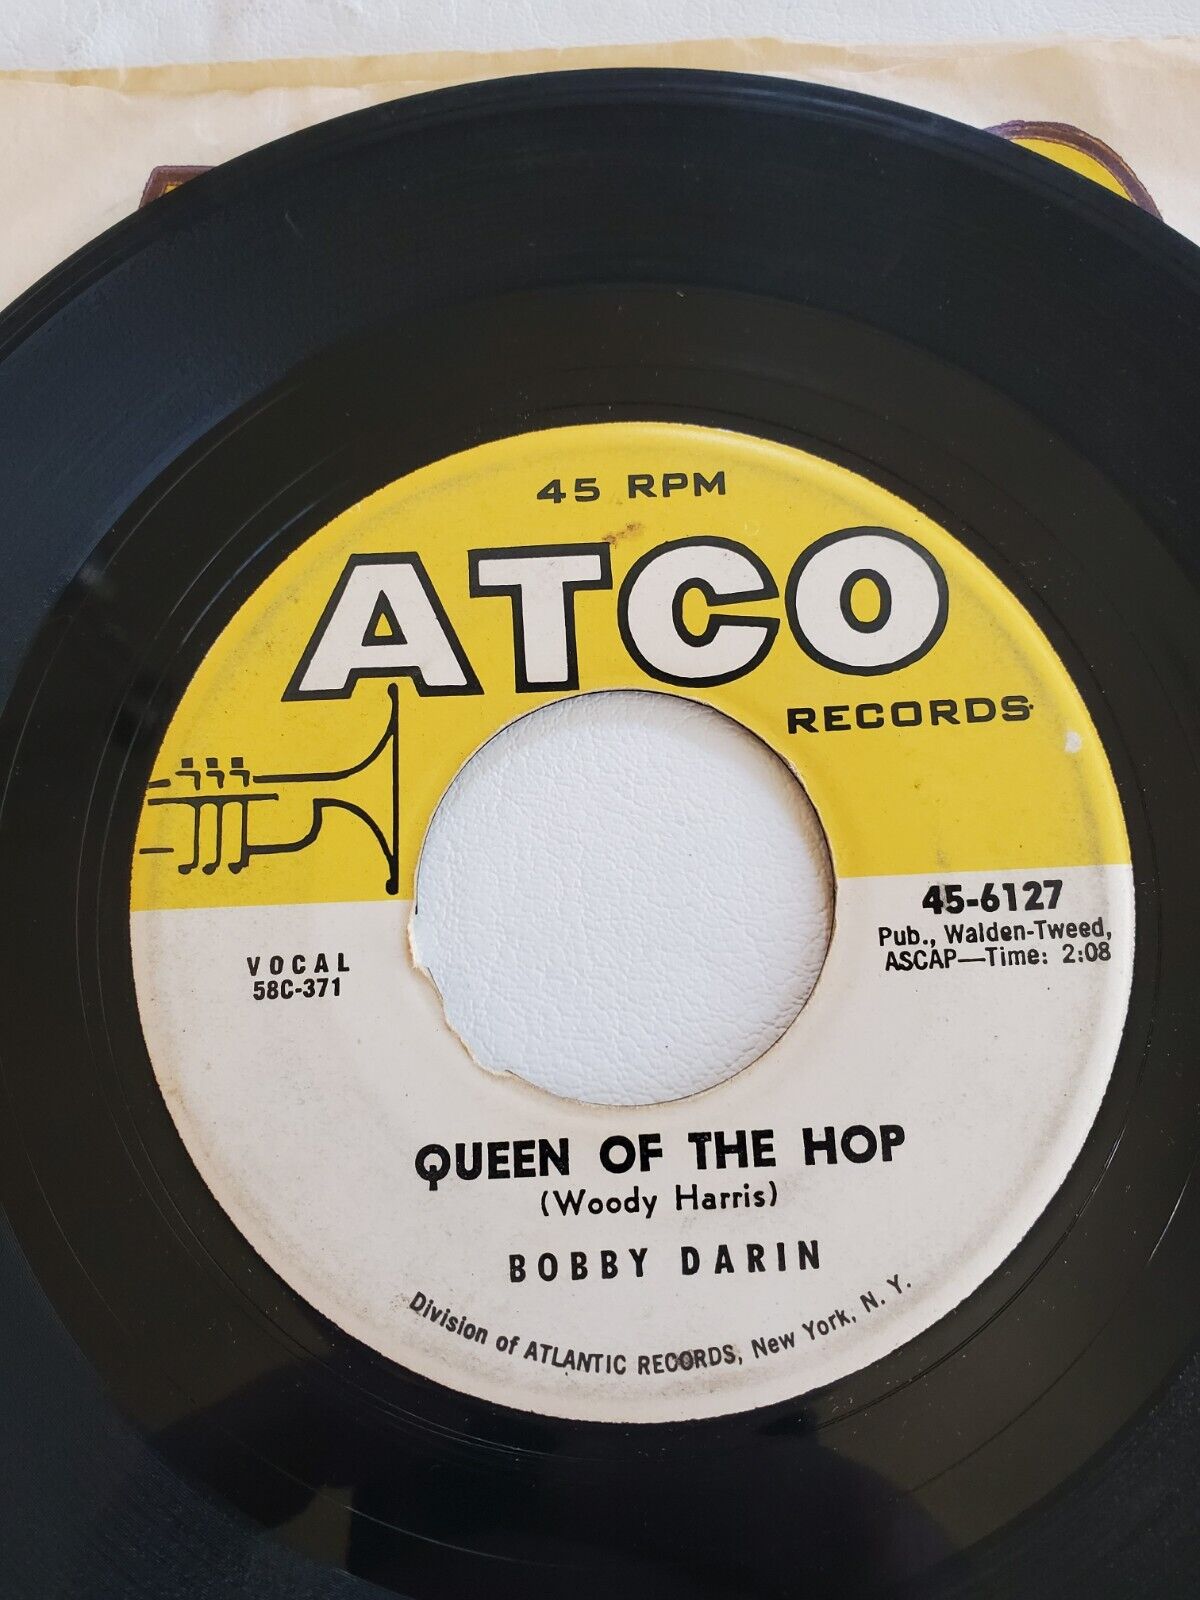 45 RPM
ATCO
RECORDS
45-6127
Pub., Walden-Tweed,
ASCAP—Time: 2:08
VOCAL
58C-371
QUEEN OF THE HOP
(Woody Harris)
BOBBY DARIN
Division of ATLANTIC RECORDS, New York, N. Y.